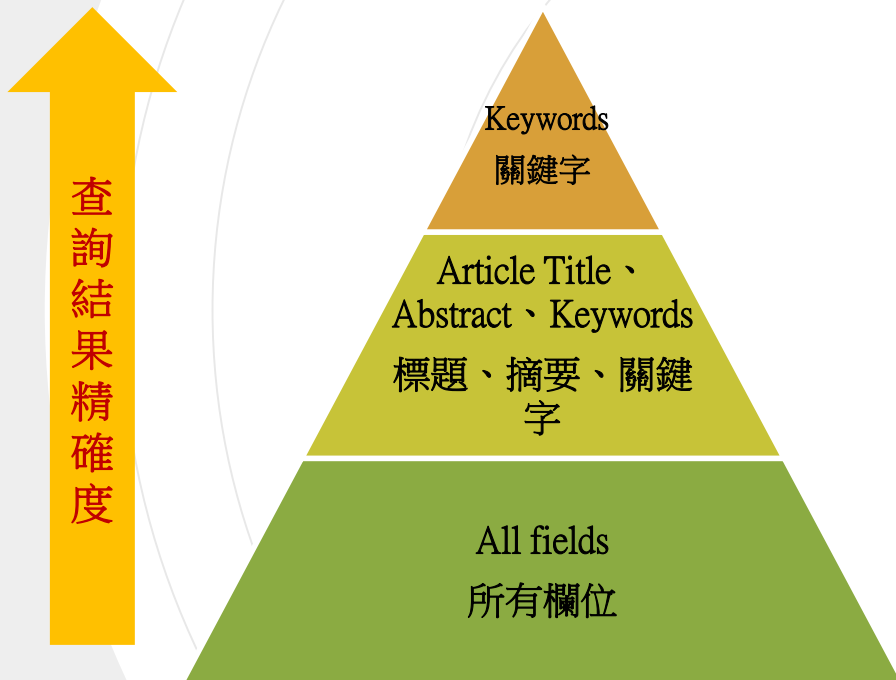 查詢結果精確度
Keywords
關鍵字
Article Title、
Abstract、Keywords
標題、摘要、關鍵
字
All fields
所有欄位